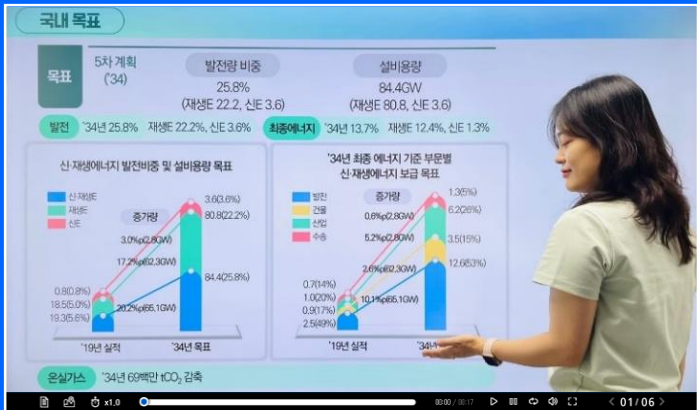 국내 목표
목표
5차 계획
('34)
발전량 비중
25.8%
(재생E 22.2, 신E 3.6)
설비용량
84.4GW
(재생E 80.8, 신E 3.6)
발전 '34년 25.8% 재생E 22.2%, 신E 3.6%
최종에너지 '34년 13.7% 재생E 12.4%, 신E 1.3%
신·재생에너지 발전비중 및 설비용량 목표
신·재생E
재생E
신E
증가량
3.6(3.6%)
80.8(22.2%)
3.0%p(2.8GW)
17.2%p(62.3GW)
84.4(25.8%)
0.8(0.8%)
18.5(5.0%)
19.3(5.6%)
20.2%p(65.1GW)
'19년 실적
'34년 목표
'34년 최종 에너지 기준 부문별
신·재생에너지 보급 목표
발전
건물
산업
수송
증가량
1.3(5%)
6.2(26%)
0.6%p(2.8GW)
5.2%p(2.8GW)
3.5(15%)
2.6%p(62.3GW)
12.6(53%)
0.7(14%)
1.0(20%)
0.9(17%)
2.5(49%)
10.1%p(65.1GW)
'19년 실적
'34년
온실가스 '34년 69백만 tCO₂ 감축
x1.0
00:00 / 00:17
01/06